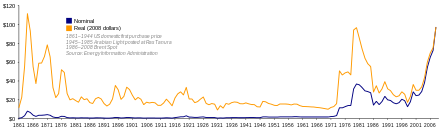 $120
$100
$80
$60
$40
$20
$0
Nominal
Real (2008 dollars)
1861–1944 US domestic first purchase price
1945–1985 Arabian Light posted at Ras Tanura
1986–2008 Brent Spot
Source: Energy Information Administration
1861 1866 1871 1876 1881 1886 1891 1896 1901 1906 1911 1916 1921 1926 1931 1936 1941 1946 1951 1956 1961 1966 1971 1976 1981 1986 1991 1996 2001 2006